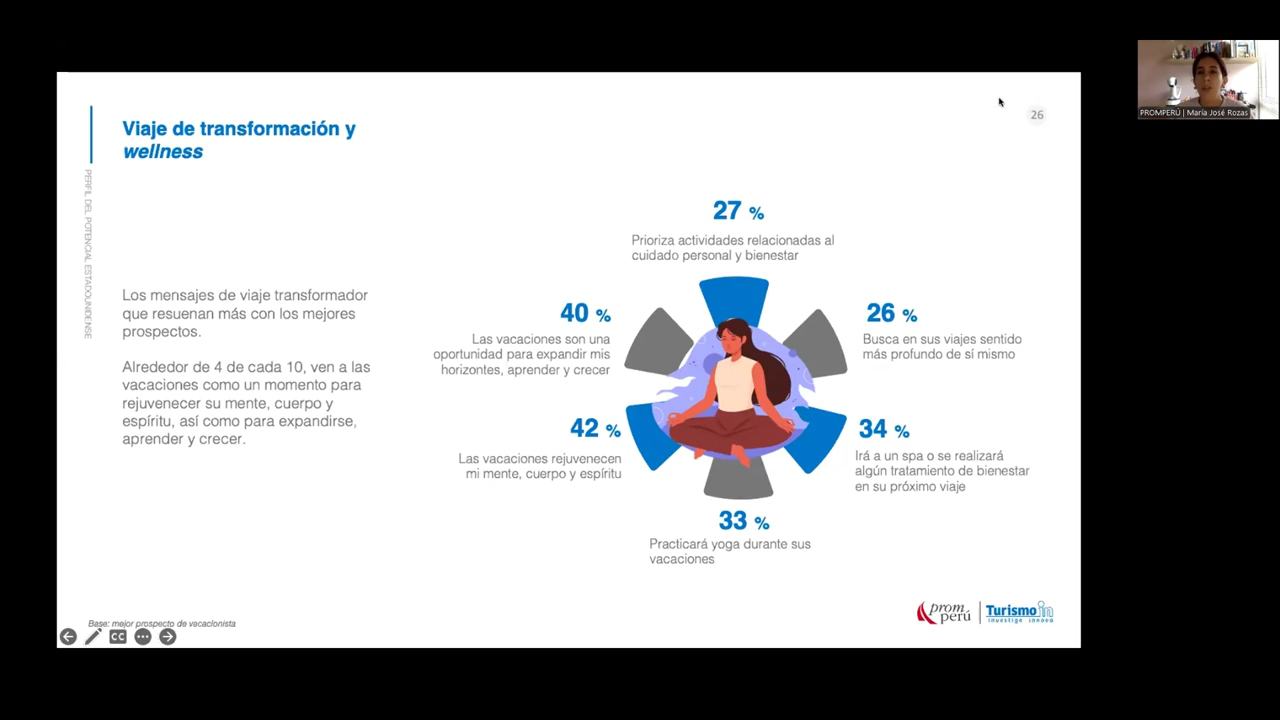 PROMPERÚ | María José Rozas
26
Viaje de transformación y
wellness
PERFIL DEL POTENCIAL ESTADOUNIDENSE
Los mensajes de viaje transformador
que resuenan más con los mejores
prospectos.
Alrededor de 4 de cada 10, ven a las
vacaciones como un momento para
rejuvenecer su mente, cuerpo y
espíritu, así como para expandirse,
aprender y crecer.
27 %
Prioriza actividades relacionadas al
cuidado personal y bienestar
40 %
Las vacaciones son una
oportunidad para expandir mis
horizontes, aprender y crecer
26 %
Busca en sus viajes sentido
más profundo de sí mismo
42 %
Las vacaciones rejuvenecen
mi mente, cuerpo y espíritu
34 %
Irá a un spa o se realizará
algún tratamiento de bienestar
en su próximo viaje
33 %
Practicará yoga durante sus
vacaciones
Base: mejor prospecto de vacacionista
CC
prom
perú
Turismo in
investiga innova